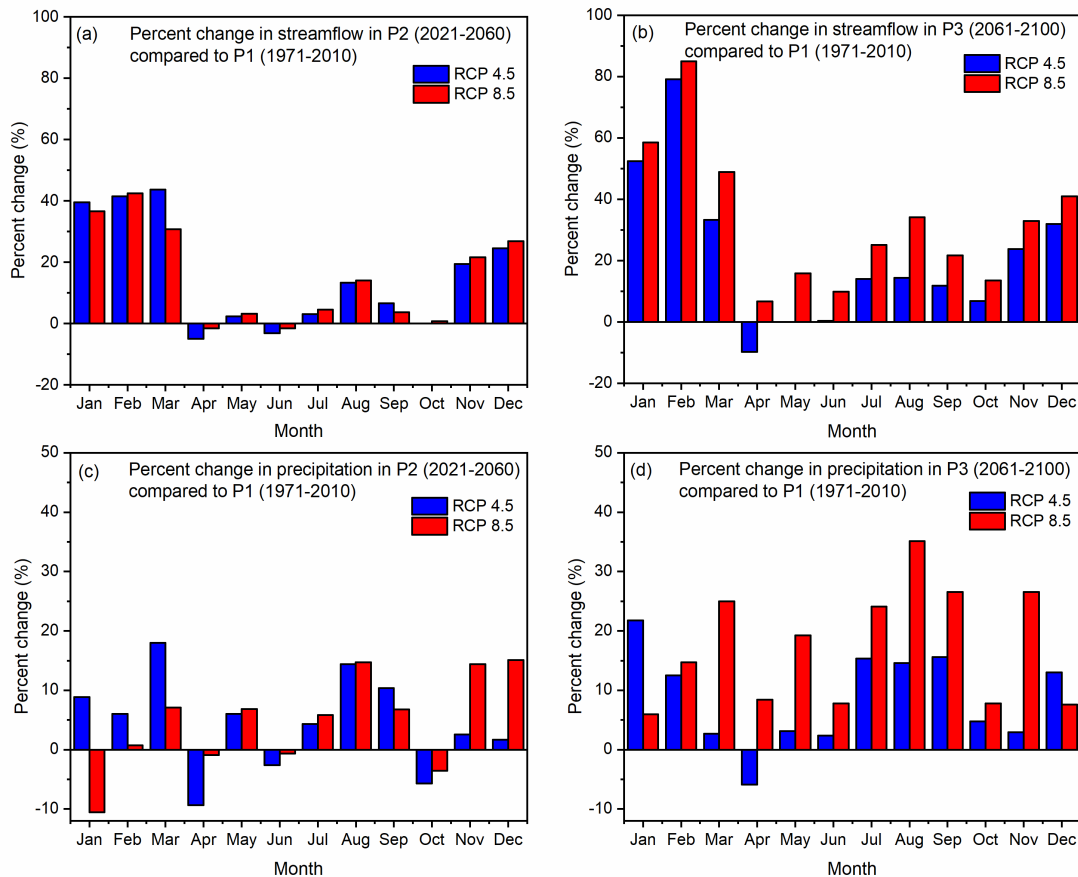 (a) Percent change in streamflow in P2 (2021-2060)
compared to P1 (1971-2010)
RCP 4.5
RCP 8.5
Percent change (%)
100
80
60
40
20
0
-20
Jan Feb Mar Apr May Jun Jul Aug Sep Oct Nov Dec
Month
(b) Percent change in streamflow in P3 (2061-2100)
compared to P1 (1971-2010)
RCP 4.5
RCP 8.5
Percent change (%)
100
80
60
40
20
0
-20
Jan Feb Mar Apr May Jun Jul Aug Sep Oct Nov Dec
Month
(c) Percent change in precipitation in P2 (2021-2060)
compared to P1 (1971-2010)
RCP 4.5
RCP 8.5
Percent change (%)
50
40
30
20
10
0
-10
Jan Feb Mar Apr May Jun Jul Aug Sep Oct Nov Dec
Month
(d) Percent change in precipitation in P3 (2061-2100)
compared to P1 (1971-2010)
RCP 4.5
RCP 8.5
Percent change (%)
50
40
30
20
10
0
-10
Jan Feb Mar Apr May Jun Jul Aug Sep Oct Nov Dec
Month